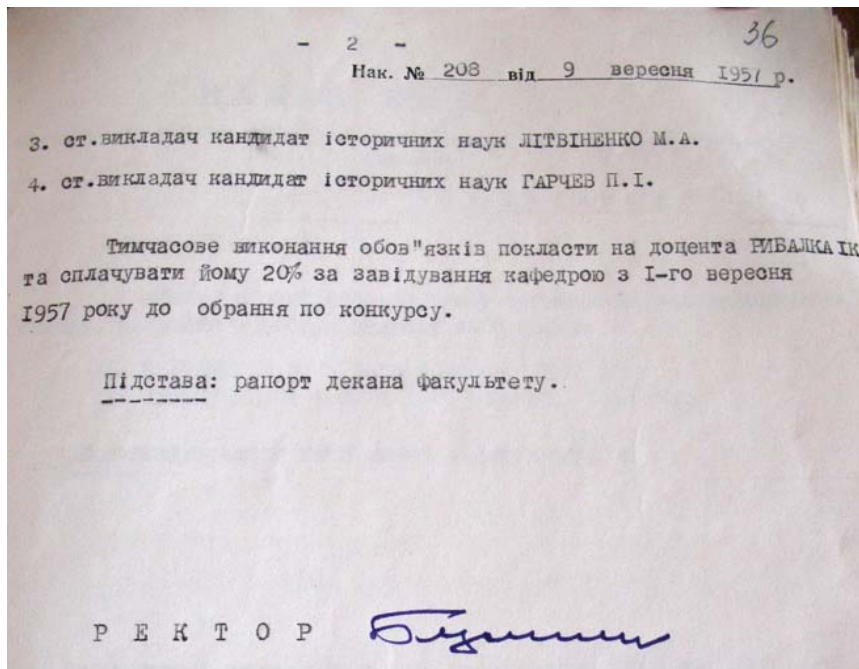 36
- 2 -
Нак. № 208 від 9 вересня 1957 р.
3. ст.викладач кандидат історичних наук ЛІТВІНЕНКО М.А.
4. ст.викладач кандидат історичних наук ГАРЧЕВ П.І.
Тимчасове виконання обов"язків покласти на доцента РИБАЛКА ІК
та сплачувати йому 20% за завідування кафедрою з І-го вересня
1957 року до обрання по конкурсу.
Підстава: рапорт декана факультету.
Р Е К Т О Р